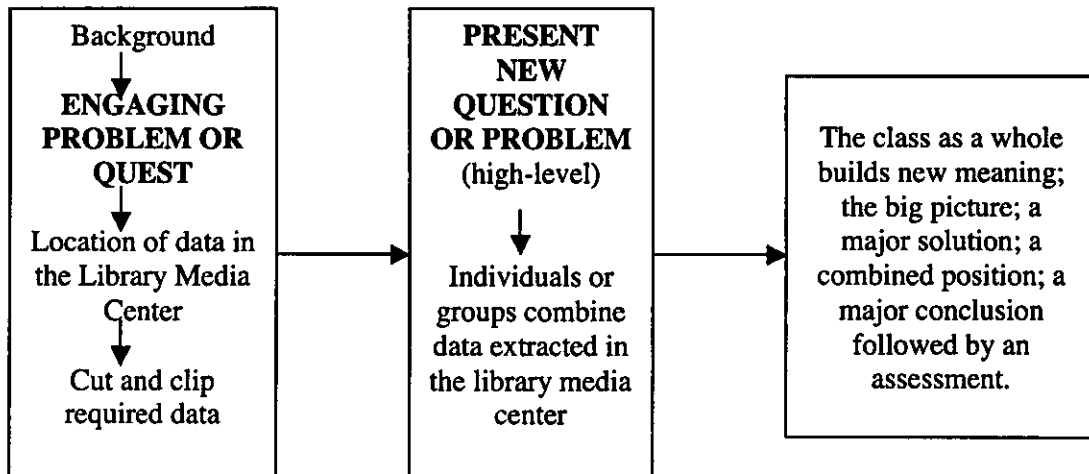 Background
ENGAGING
PROBLEM OR
QUEST
Location of data in
the Library Media
Center
Cut and clip
required data
PRESENT
NEW
QUESTION
OR PROBLEM
(high-level)
Individuals or
groups combine
data extracted in
the library media
center
The class as a whole
builds new meaning;
the big picture; a
major solution; a
combined position; a
major conclusion
followed by an
assessment.